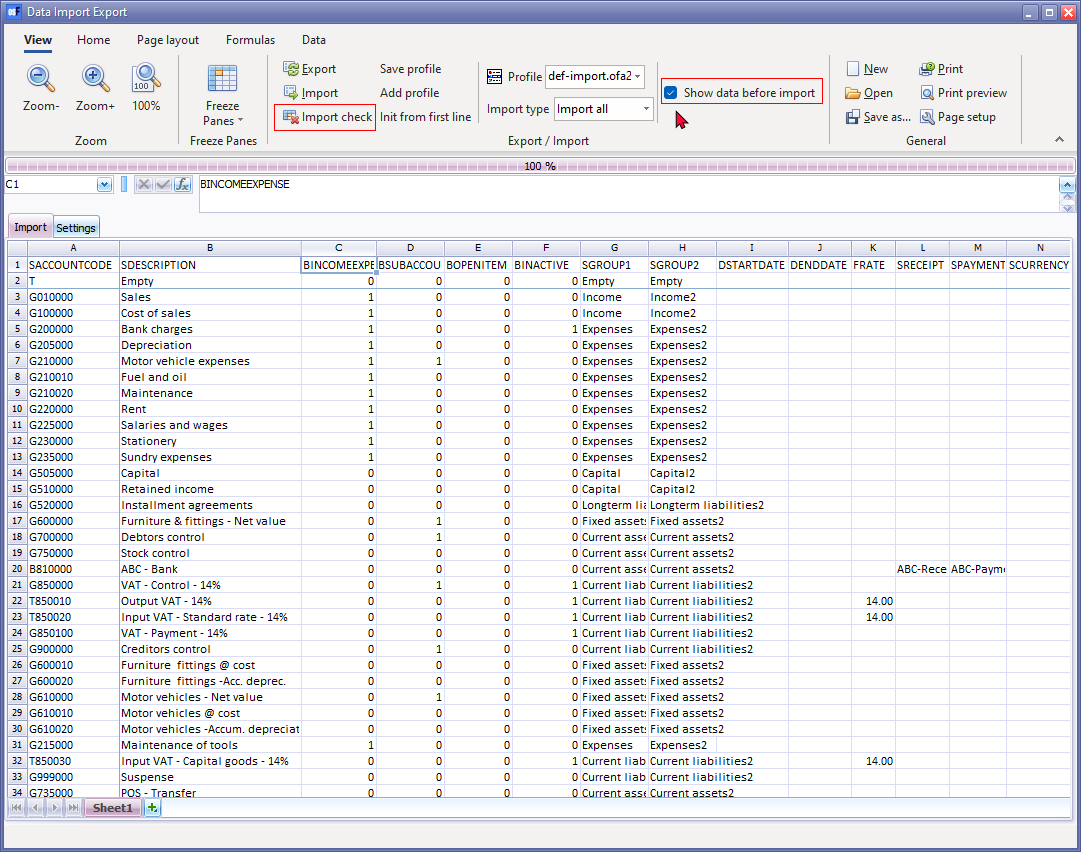 Data Import Export
View Home Page layout Formulas Data
Zoom- Zoom+ 100% Freeze Panes
Export Save profile
Import Add profile
Import check Init from first line
Profile def-import.ofa2
Import type Import all
Show data before import
New Print
Open Print preview
Save as... Page setup
Zoom Freeze Panes Export / Import General
100 %
C1 BINCOMEEXPENSE
Import Settings
A B C D E F G H I J K L M N
1 SACCOUNTCODE SDESCRIPTION BINCOMEEXPE BSUBACCOU BOPENITEM BINACTIVE SGROUP1 SGROUP2 DSTARTDATE DENDDATE FRATE SRECEIPT SPAYMENT SCURRENCY
2 T Empty 0 0 0 0 Empty Empty
3 G010000 Sales 1 0 0 0 Income Income2
4 G100000 Cost of sales 1 0 0 0 Income Income2
5 G200000 Bank charges 1 0 0 1 Expenses Expenses2
6 G205000 Depreciation 1 0 0 0 Expenses Expenses2
7 G210000 Motor vehicle expenses 1 1 0 0 Expenses Expenses2
8 G210010 Fuel and oil 1 0 0 0 Expenses Expenses2
9 G210020 Maintenance 1 0 0 0 Expenses Expenses2
10 G220000 Rent 1 0 0 0 Expenses Expenses2
11 G225000 Salaries and wages 1 0 0 0 Expenses Expenses2
12 G230000 Stationery 1 0 0 0 Expenses Expenses2
13 G235000 Sundry expenses 1 0 0 0 Expenses Expenses2
14 G505000 Capital 0 0 0 0 Capital Capital2
15 G510000 Retained income 0 0 0 0 Capital Capital2
16 G520000 Installment agreements 0 0 0 0 Longterm lia Longterm liabilities2
17 G600000 Furniture & fittings - Net value 0 1 0 0 Fixed assets Fixed assets2
18 G700000 Debtors control 0 1 0 0 Current asse Current assets2
19 G750000 Stock control 0 0 0 0 Current asse Current assets2
20 B810000 ABC - Bank 0 0 0 0 Current asse Current assets2 ABC-Rece ABC-Paym
21 G850000 VAT - Control - 14% 0 1 0 1 Current liab Current liabilities2
22 T850010 Output VAT - 14% 0 0 0 1 Current liab Current liabilities2 14.00
23 T850020 Input VAT - Standard rate - 14% 0 0 0 1 Current liab Current liabilities2 14.00
24 G850100 VAT - Payment - 14% 0 0 0 1 Current liab Current liabilities2
25 G900000 Creditors control 0 1 0 0 Current liab Current liabilities2
26 G600010 Furniture fittings @ cost 0 0 0 0 Fixed assets Fixed assets2
27 G600020 Furniture fittings -Acc. deprec. 0 0 0 0 Fixed assets Fixed assets2
28 G610000 Motor vehicles - Net value 0 1 0 0 Fixed assets Fixed assets2
29 G610010 Motor vehicles @ cost 0 0 0 0 Fixed assets Fixed assets2
30 G610020 Motor vehicles -Accum. depreciat 0 0 0 0 Fixed assets Fixed assets2
31 G215000 Maintenance of tools 1 0 0 0 Expenses Expenses2
32 T850030 Input VAT - Capital goods - 14% 0 0 0 1 Current liab Current liabilities2 14.00
33 G999000 Suspense 0 0 0 0 Current liab Current liabilities2
34 G735000 POS - Transfer 0 0 0 0 Current asse Current assets2
Sheet1